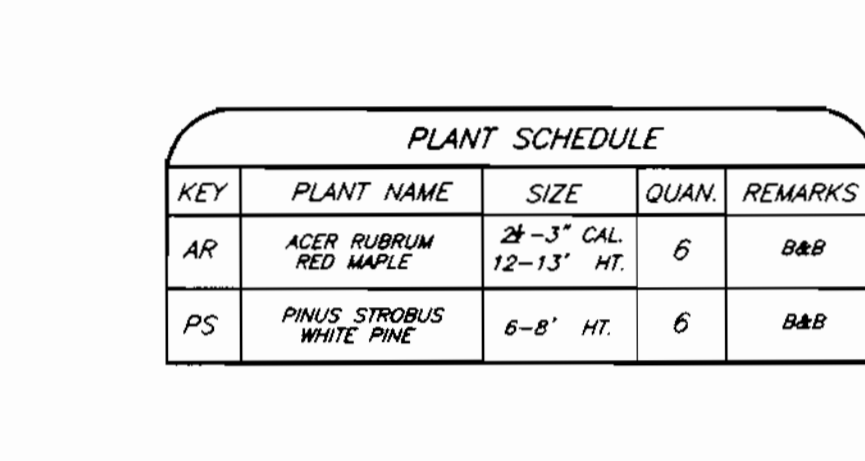 PLANT SCHEDULE
KEY PLANT NAME SIZE QUAN. REMARKS
AR ACER RUBRUM RED MAPLE 2½-3" CAL. 12-13' HT. 6 B&B
PS PINUS STROBUS WHITE PINE 6-8' HT. 6 B&B